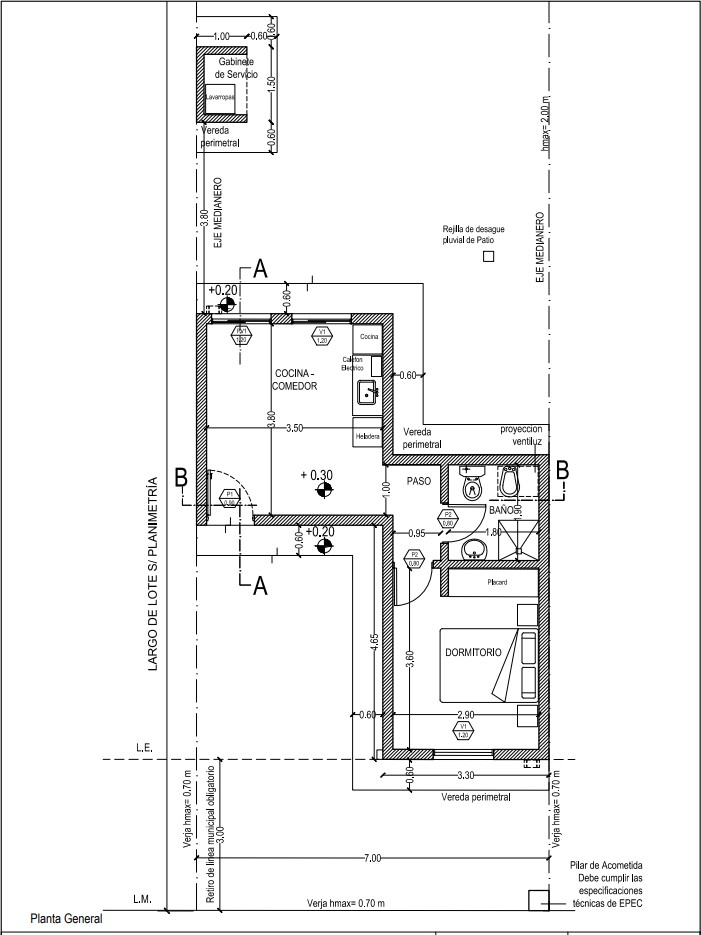 1.00
0.60
0.60
Gabinete
de Servicio
Lavarropas
1.50
Vereda
perimetral
0.60
3.80
EJE MEDIANERO
hmax= 2.00 m
Rejilla de desague
pluvial de Patio
EJE MEDIANERO
A
+0.20
0.60
PV1
1.20
V1
1.20
Cocina
Calefon
Electrico
COCINA -
COMEDOR
3.80
3.50
Heladera
0.60
Vereda
perimetral
proyeccion
ventiluz
B
B
P1
0.90
+ 0.30
PASO
1.00
BAÑO
1.90
P2
0.80
0.95
1.80
+0.20
0.60
A
P2
0.80
Placard
LARGO DE LOTE S/ PLANIMETRÍA
4.65
3.60
DORMITORIO
0.60
2.90
V1
1.20
L.E.
3.30
0.60
Vereda perimetral
Verja hmax= 0.70 m
Retiro de linea municipal obligatorio
3.00
Verja hmax= 0.70 m
7.00
Pilar de Acometida
Debe cumplir las
especificaciones
técnicas de EPEC
L.M.
Verja hmax= 0.70 m
Planta General